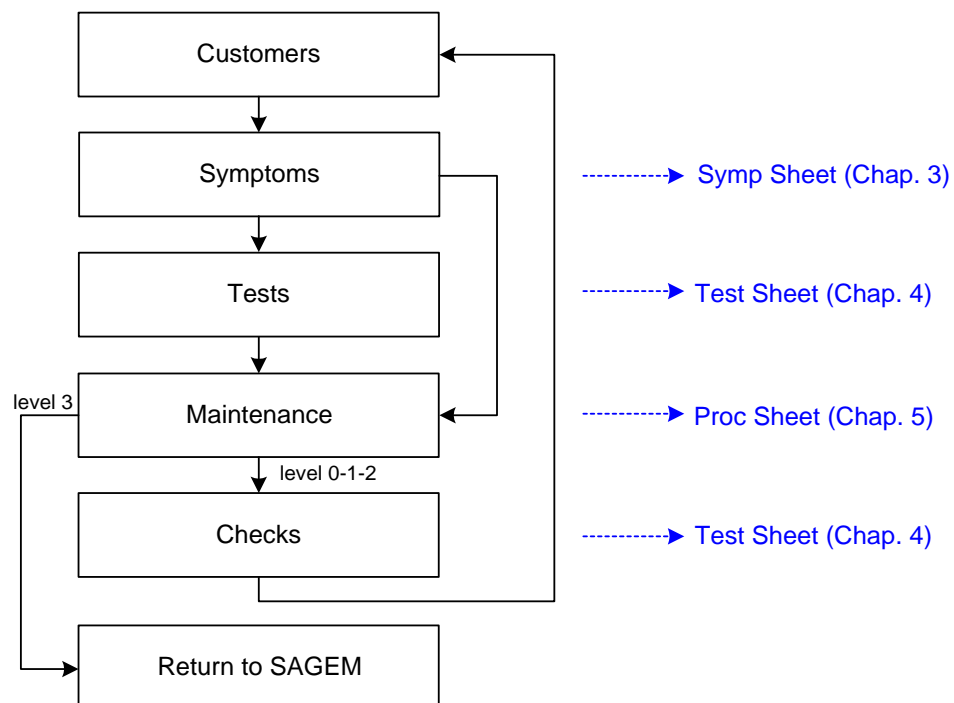 Customers
Symptoms
Symp Sheet (Chap. 3)
Tests
Test Sheet (Chap. 4)
level 3
Maintenance
Proc Sheet (Chap. 5)
level 0-1-2
Checks
Test Sheet (Chap. 4)
Return to SAGEM